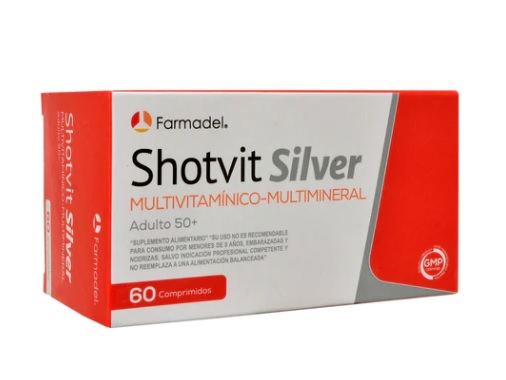 Farmadel®
Shotvit Silver
MULTIVITAMÍNICO-MULTIMINERAL
Adulto 50+
"SUPLEMENTO ALIMENTARIO" "SU USO NO ES RECOMENDABLE
PARA CONSUMO POR MENORES DE 8 AÑOS, EMBARAZADAS Y
NODRIZAS, SALVO INDICACIÓN PROFESIONAL COMPETENTE Y
NO REEMPLAZA A UNA ALIMENTACIÓN BALANCEADA"
60 Comprimidos
GMP
Shotvit
Silver
60
Farmadel.